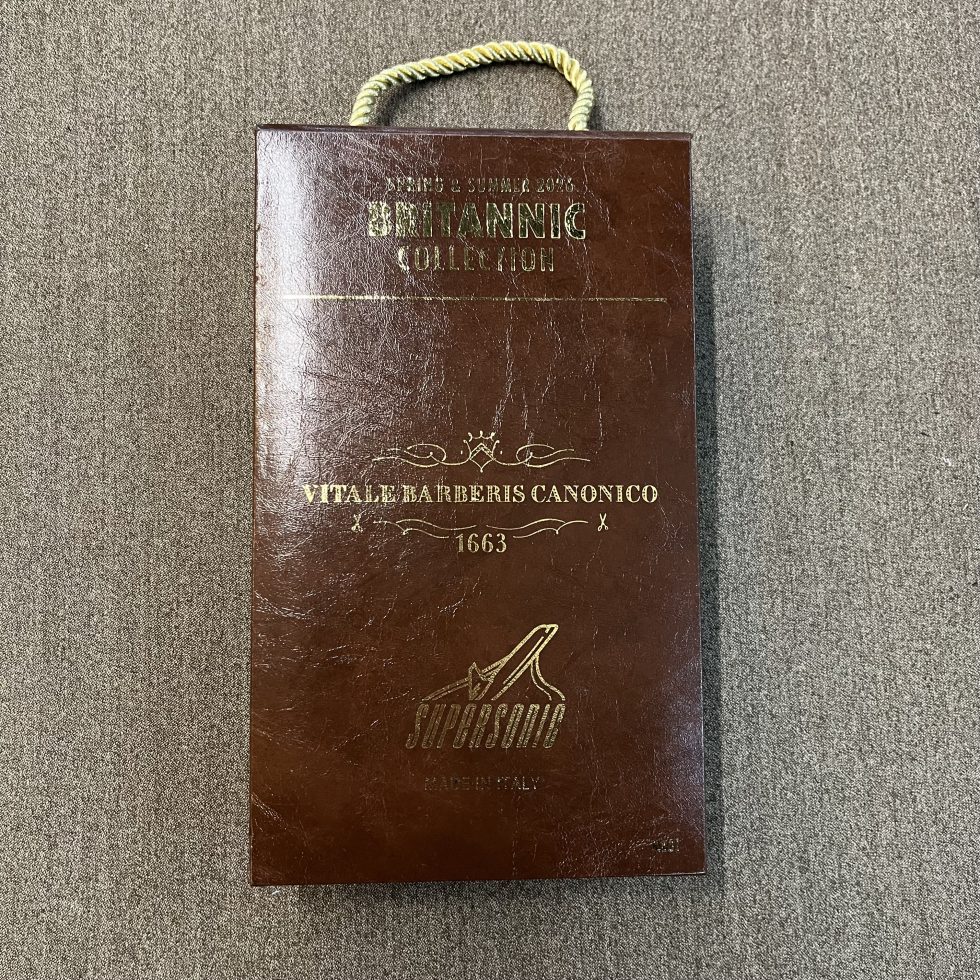 SPRING & SUMMER 2026
BRITANNIC
COLLECTION
VITALE BARBERIS CANONICO
1663
SUPERSONIC
MADE IN ITALY